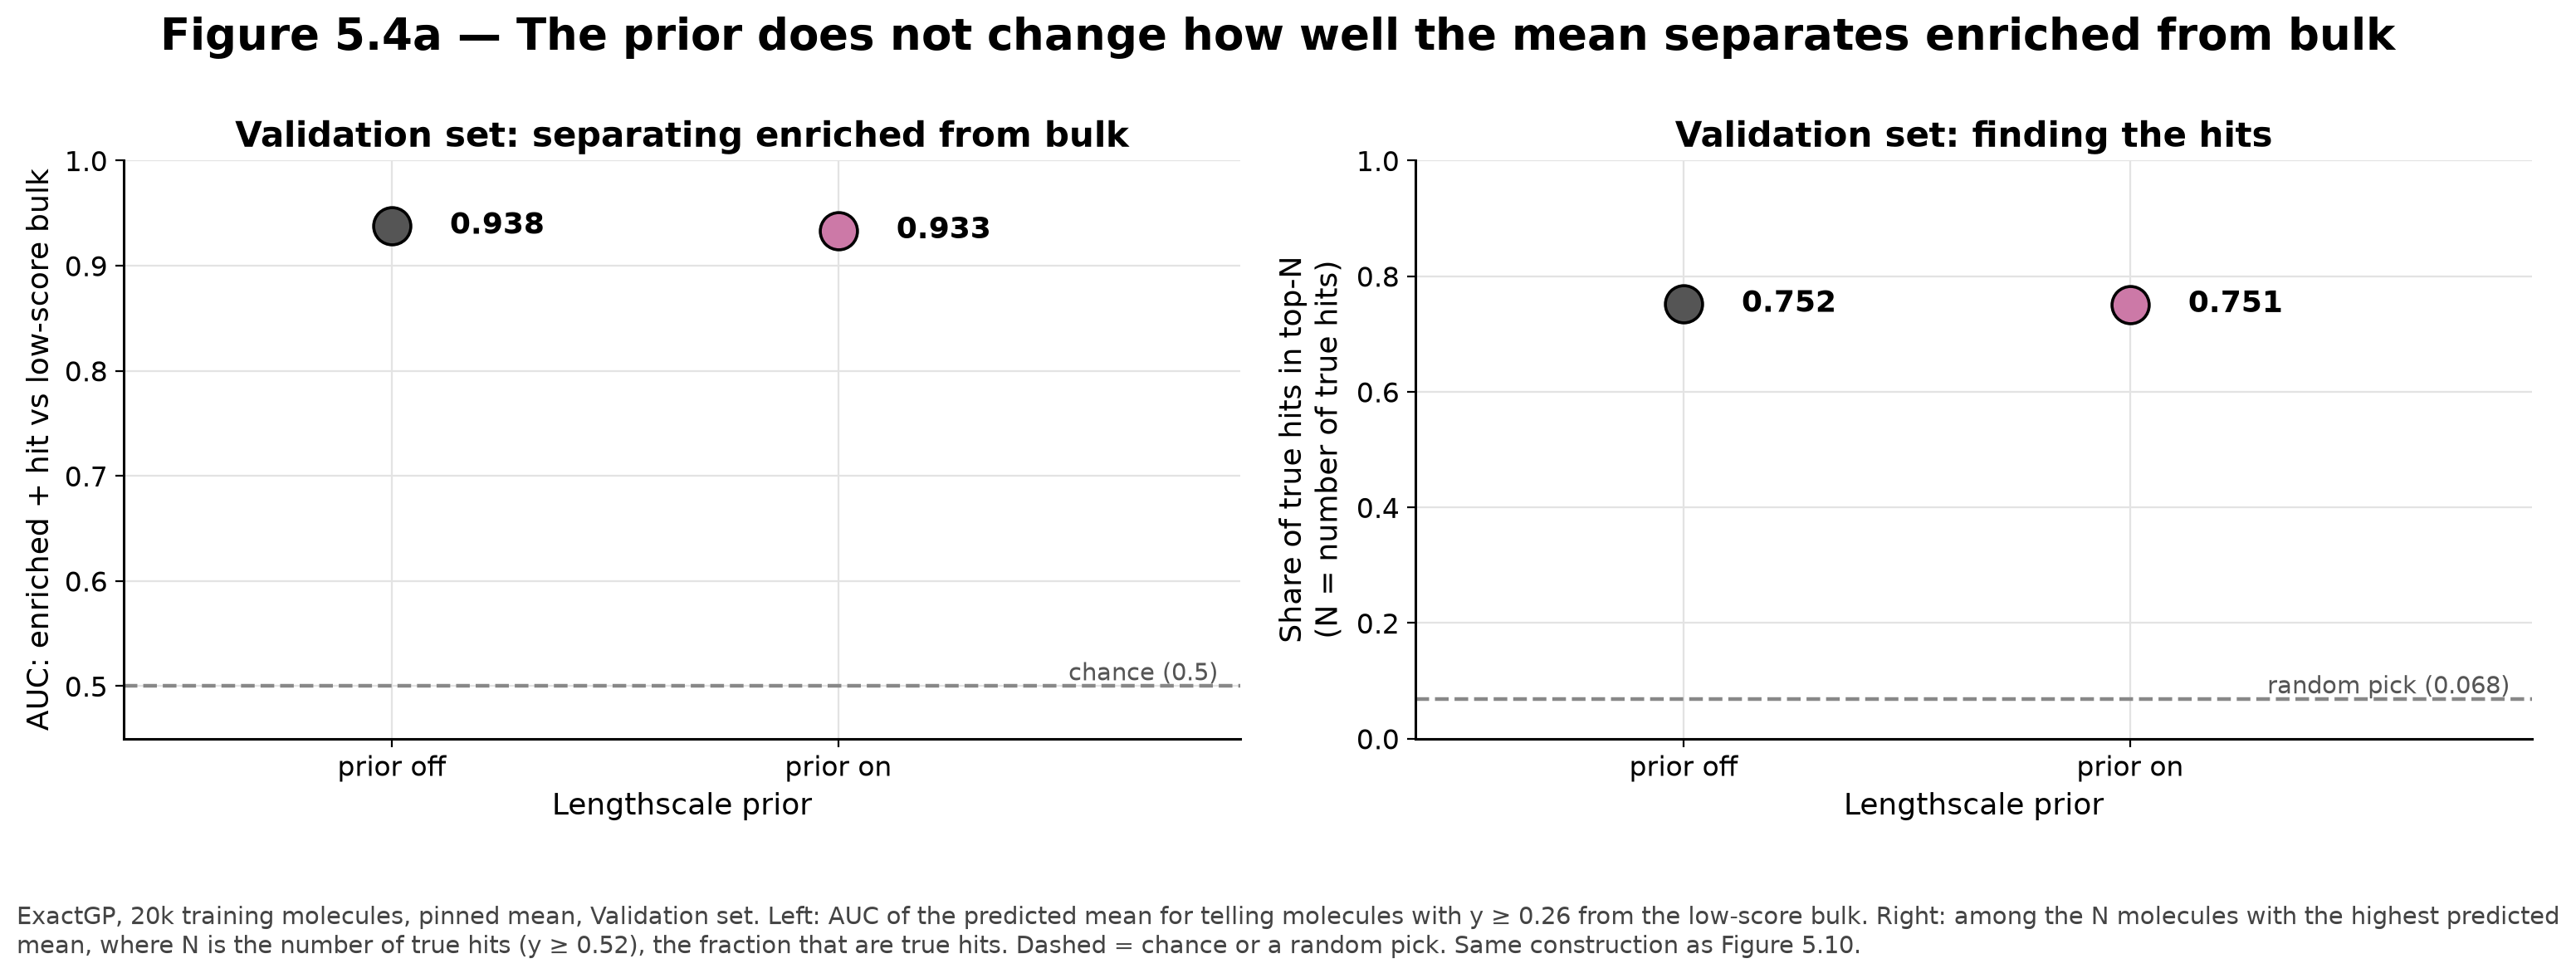 Figure 5.4a — The prior does not change how well the mean separates enriched from bulk
Validation set: separating enriched from bulk
AUC: enriched + hit vs low-score bulk
1.0
0.9
0.8
0.7
0.6
0.5
0.938
0.933
chance (0.5)
prior off
prior on
Lengthscale prior
Validation set: finding the hits
Share of true hits in top-N
(N = number of true hits)
1.0
0.8
0.6
0.4
0.2
0.0
0.752
0.751
random pick (0.068)
prior off
prior on
Lengthscale prior
ExactGP, 20k training molecules, pinned mean, Validation set. Left: AUC of the predicted mean for telling molecules with y ≥ 0.26 from the low-score bulk. Right: among the N molecules with the highest predicted
mean, where N is the number of true hits (y ≥ 0.52), the fraction that are true hits. Dashed = chance or a random pick. Same construction as Figure 5.10.